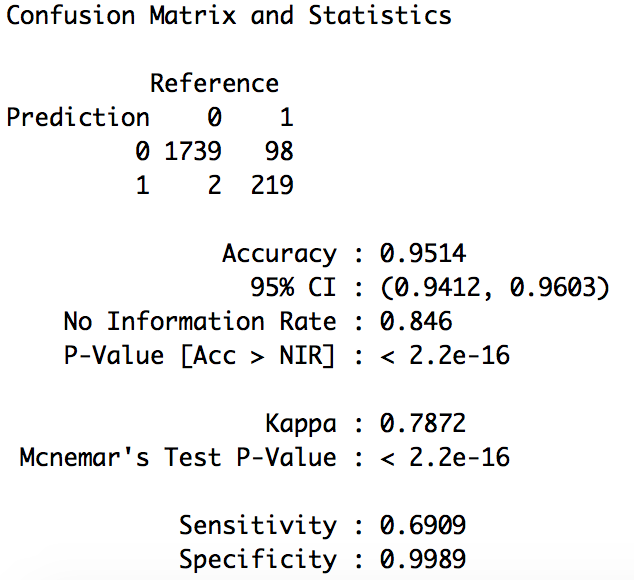 Confusion Matrix and Statistics
Reference
Prediction 0 1
0 1739 98
1 2 219
Accuracy : 0.9514
95% CI : (0.9412, 0.9603)
No Information Rate : 0.846
P-Value [Acc > NIR] : < 2.2e-16
Kappa : 0.7872
Mcnemar's Test P-Value : < 2.2e-16
Sensitivity : 0.6909
Specificity : 0.9989